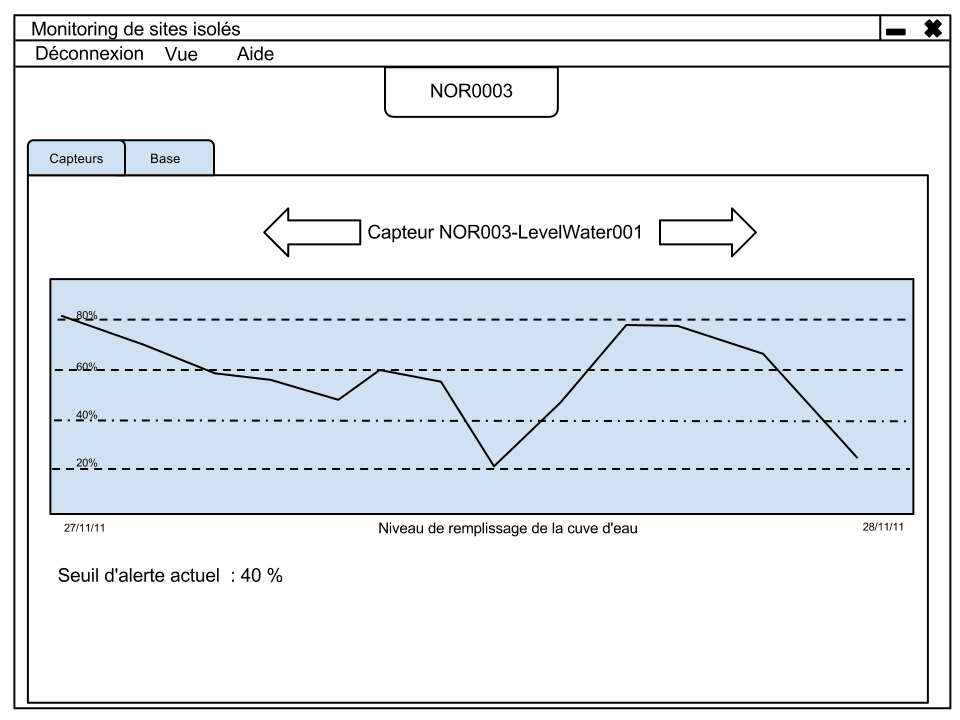 Monitoring de sites isolés
Déconnexion Vue Aide
NOR0003
Capteurs Base
Capteur NOR003-LevelWater001
80%
60%
40%
20%
27/11/11 Niveau de remplissage de la cuve d'eau 28/11/11
Seuil d'alerte actuel : 40 %